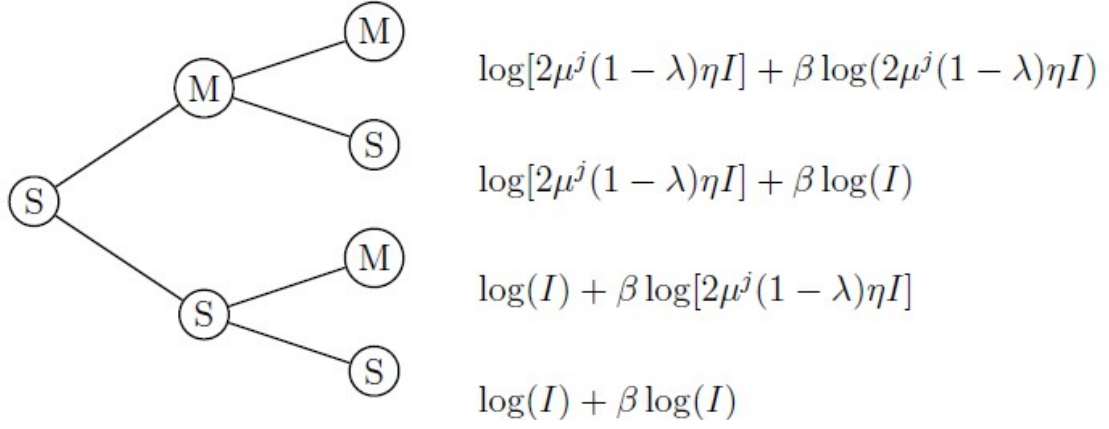 M
log[2μ^j(1 − λ)ηI] + β log(2μ^j(1 − λ)ηI)
M
S
log[2μ^j(1 − λ)ηI] + β log(I)
S
M
log(I) + β log[2μ^j(1 − λ)ηI]
S
S
log(I) + β log(I)